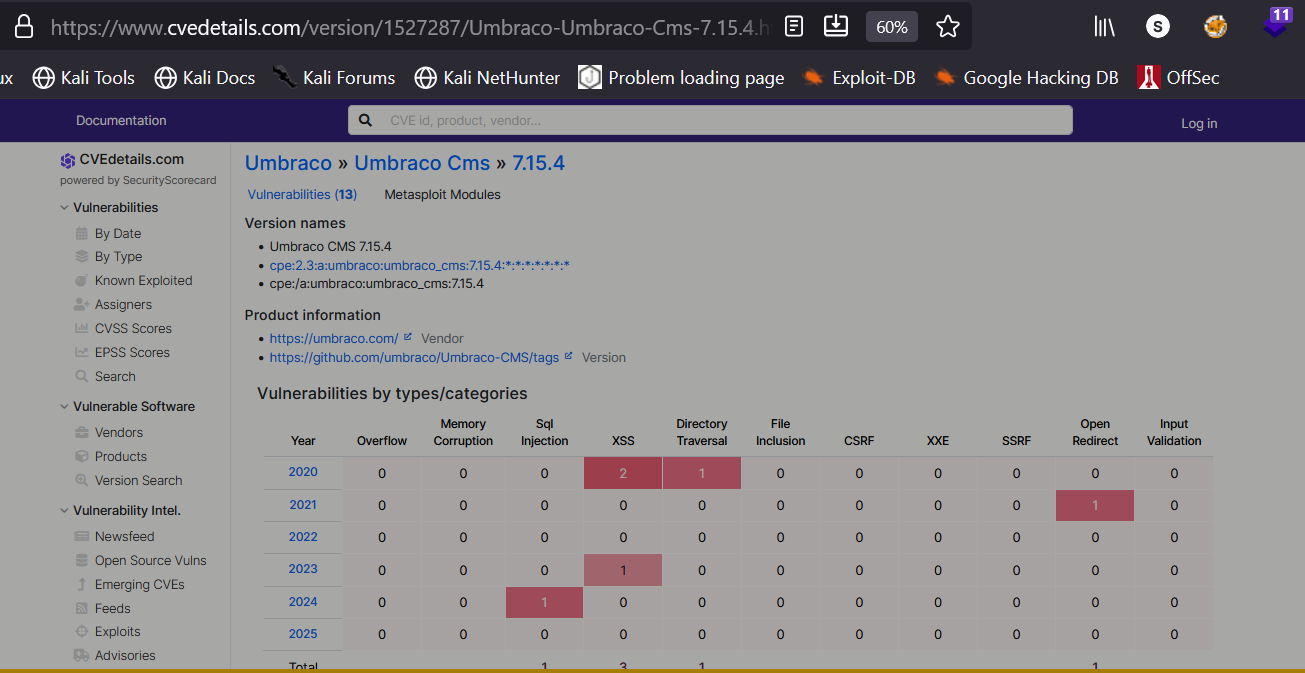 https://www.cvedetails.com/version/1527287/Umbraco-Umbraco-Cms-7.15.4.h 60% S 11
ux Kali Tools Kali Docs Kali Forums Kali NetHunter Problem loading page Exploit-DB Google Hacking DB OffSec
Documentation CVE id, product, vendor... Log in
CVEdetails.com
powered by SecurityScorecard
Vulnerabilities
By Date
By Type
Known Exploited
Assigners
CVSS Scores
EPSS Scores
Search
Vulnerable Software
Vendors
Products
Version Search
Vulnerability Intel.
Newsfeed
Open Source Vulns
Emerging CVEs
Feeds
Exploits
Advisories
Umbraco » Umbraco Cms » 7.15.4
Vulnerabilities (13) Metasploit Modules
Version names
• Umbraco CMS 7.15.4
• cpe:2.3:a:umbraco:umbraco_cms:7.15.4:*:*:*:*:*:*:*
• cpe:/a:umbraco:umbraco_cms:7.15.4
Product information
• https://umbraco.com/ Vendor
• https://github.com/umbraco/Umbraco-CMS/tags Version
Vulnerabilities by types/categories
Year Overflow Memory Corruption Sql Injection XSS Directory Traversal File Inclusion CSRF XXE SSRF Open Redirect Input Validation
2020 0 0 0 2 1 0 0 0 0 0 0
2021 0 0 0 0 0 0 0 0 0 1 0
2022 0 0 0 0 0 0 0 0 0 0 0
2023 0 0 0 1 0 0 0 0 0 0 0
2024 0 0 1 0 0 0 0 0 0 0 0
2025 0 0 0 0 0 0 0 0 0 0 0
Total 1 3 1 1